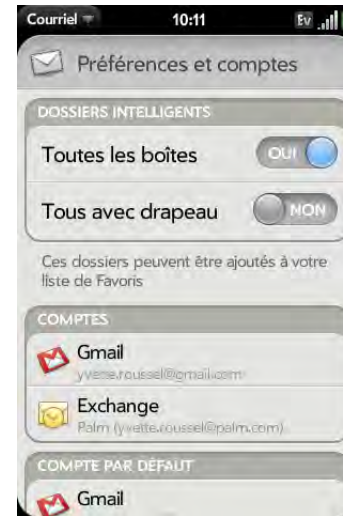 Courriel 10:11 Ev
Préférences et comptes
DOSSIERS INTELLIGENTS
Toutes les boîtes OUI
Tous avec drapeau NON
Ces dossiers peuvent être ajoutés à votre
liste de Favoris
COMPTES
Gmail
yvette.roussel@gmail.com
Exchange
Palm (yvette.roussel@palm.com)
COMPTE PAR DÉFAUT
Gmail